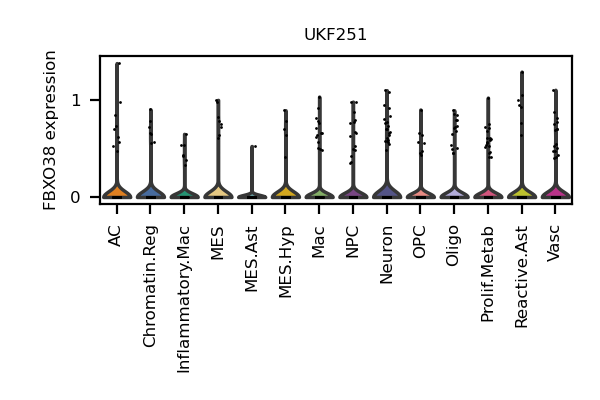 UKF251
FBXO38 expression
1
0
AC
Chromatin.Reg
Inflammatory.Mac
MES
MES.Ast
MES.Hyp
Mac
NPC
Neuron
OPC
Oligo
Prolif.Metab
Reactive.Ast
Vasc